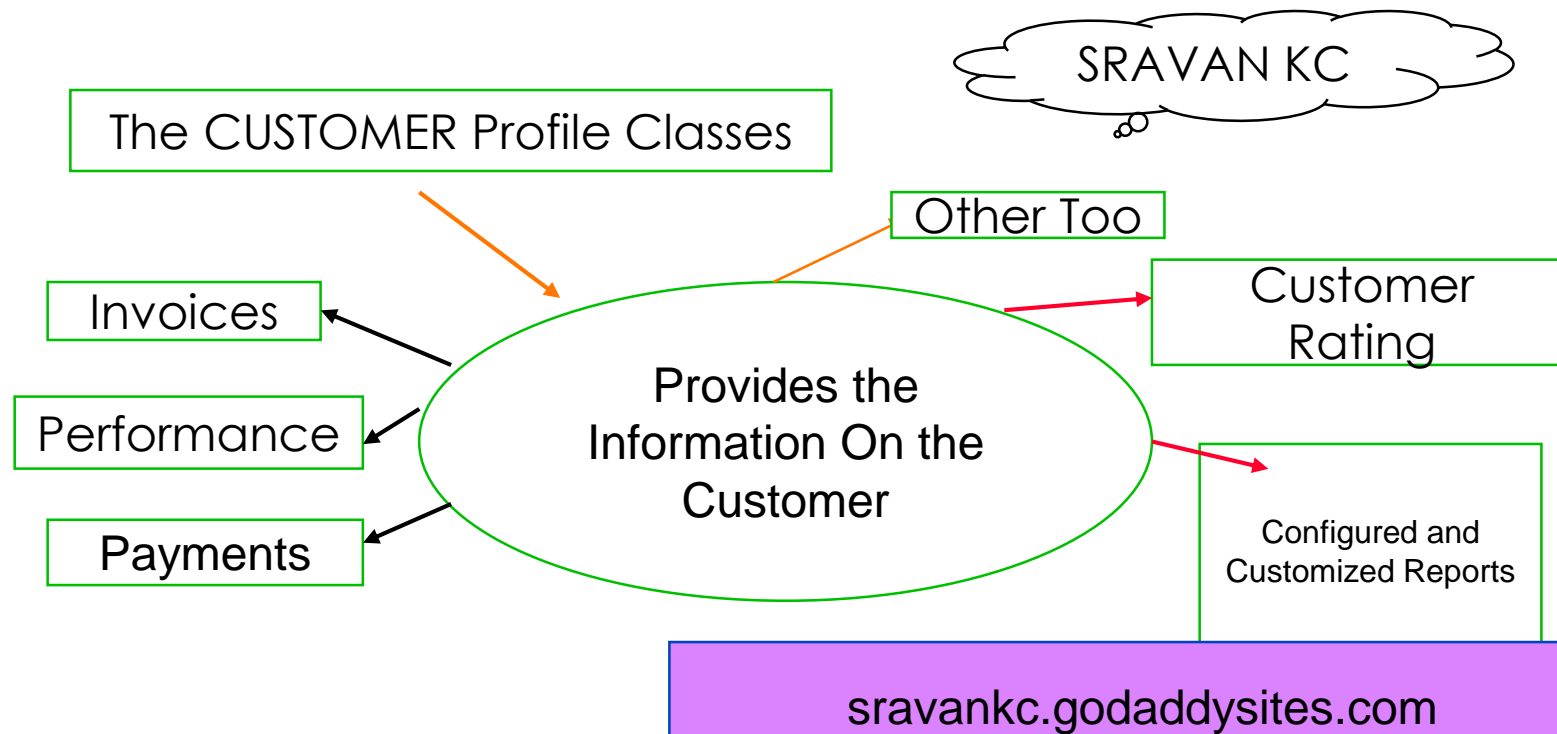 SRAVAN KC
The CUSTOMER Profile Classes
Other Too
Customer
Rating
Invoices
Provides the
Information On the
Customer
Performance
Payments
Configured and
Customized Reports
sravankc.godaddysites.com